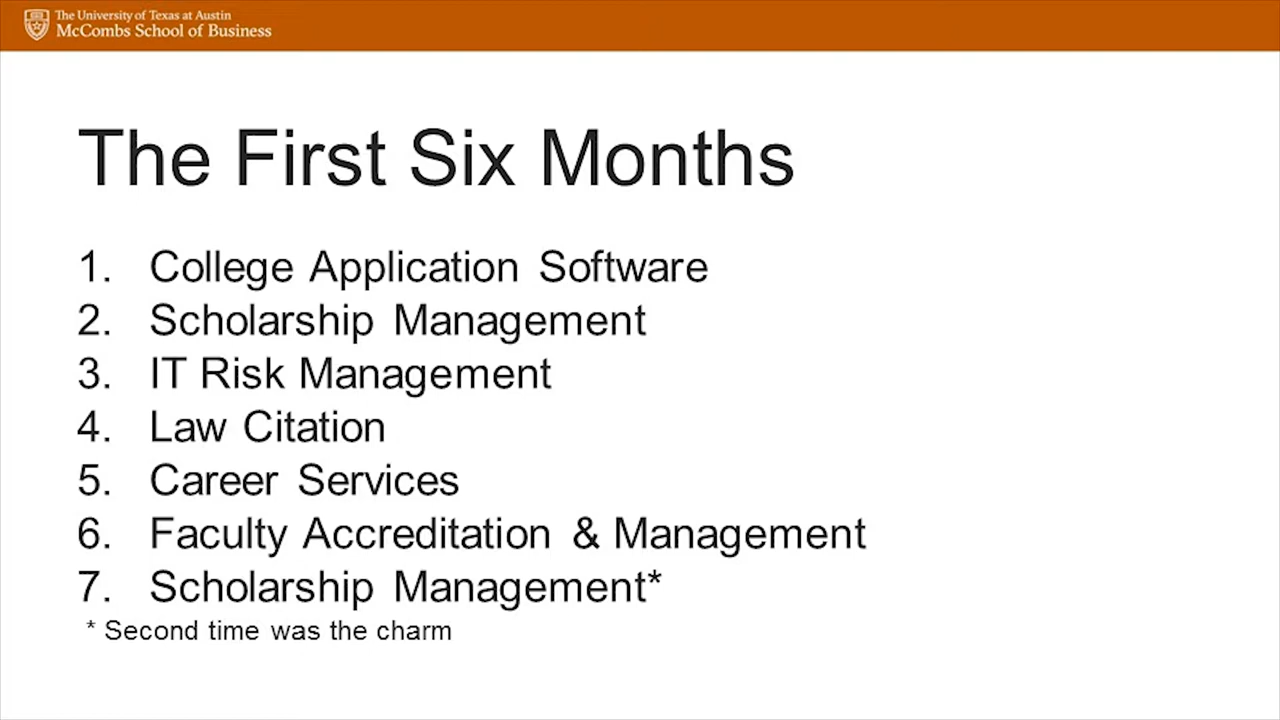 The University of Texas at Austin
McCombs School of Business
The First Six Months
1. College Application Software
2. Scholarship Management
3. IT Risk Management
4. Law Citation
5. Career Services
6. Faculty Accreditation & Management
7. Scholarship Management*
* Second time was the charm